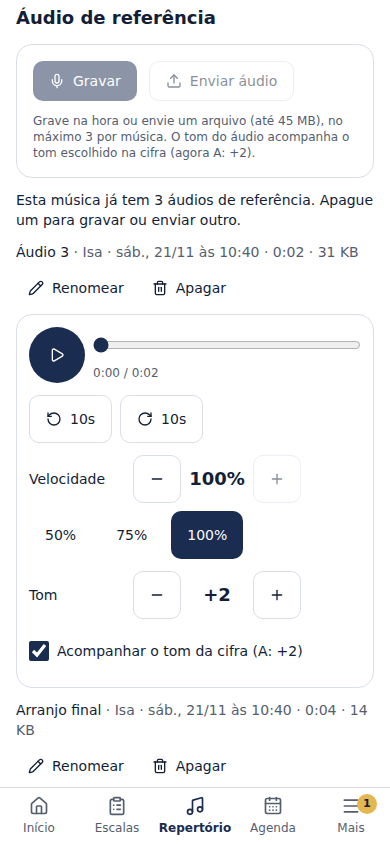 Áudio de referência
Gravar
Enviar áudio
Grave na hora ou envie um arquivo (até 45 MB), no
máximo 3 por música. O tom do áudio acompanha o
tom escolhido na cifra (agora A: +2).
Esta música já tem 3 áudios de referência. Apague
um para gravar ou enviar outro.
Áudio 3 · Isa · sáb., 21/11 às 10:40 · 0:02 · 31 KB
Renomear
Apagar
0:00 / 0:02
10s
10s
Velocidade
−
100%
+
50%
75%
100%
Tom
−
+2
+
Acompanhar o tom da cifra (A: +2)
Arranjo final · Isa · sáb., 21/11 às 10:40 · 0:04 · 14
KB
Renomear
Apagar
1
Início
Escalas
Repertório
Agenda
Mais